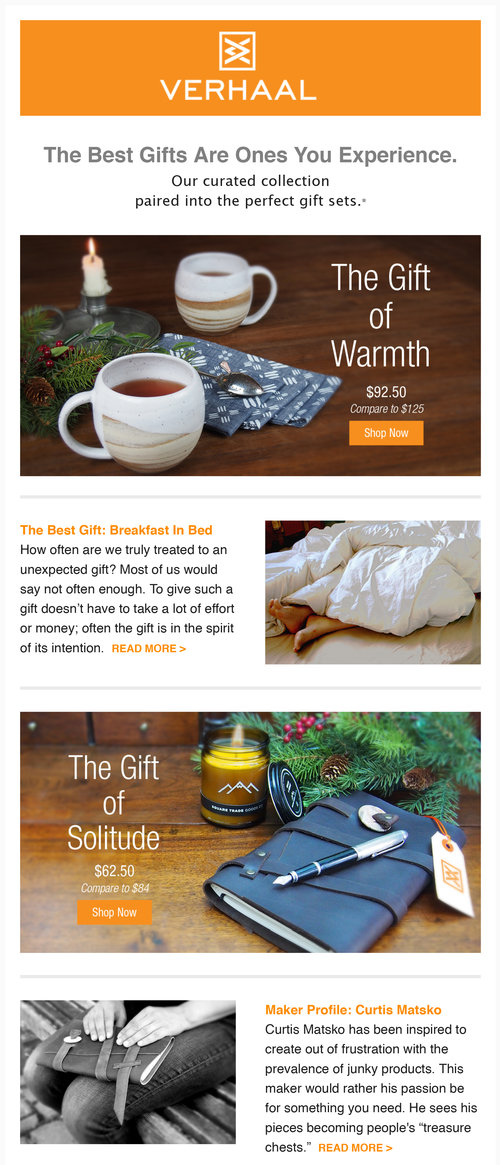 VERHAAL
The Best Gifts Are Ones You Experience.
Our curated collection
paired into the perfect gift sets.
The Gift
of
Warmth
$92.50
Compare to $125
Shop Now
The Best Gift: Breakfast In Bed
How often are we truly treated to an
unexpected gift? Most of us would
say not often enough. To give such a
gift doesn't have to take a lot of effort
or money; often the gift is in the spirit
of its intention. READ MORE >
The Gift
of
Solitude
$62.50
Compare to $84
Shop Now
SQUARE TRADE GOODS CO
Maker Profile: Curtis Matsko
Curtis Matsko has been inspired to
create out of frustration with the
prevalence of junky products. This
maker would rather his passion be
for something you need. He sees his
pieces becoming people's “treasure
chests.” READ MORE >